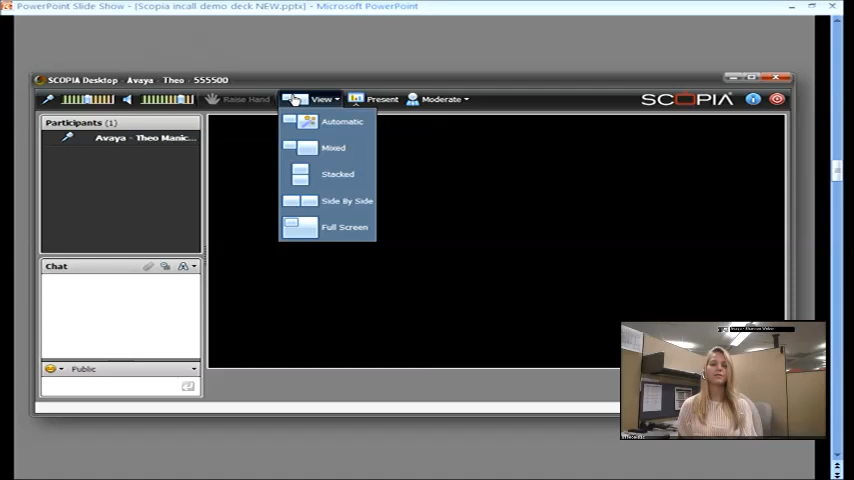 PowerPoint Slide Show - [Scopia incall demo deck NEW.pptx] - Microsoft PowerPoint
SCOPIA Desktop - Avaya - Theo - 555500
Raise Hand View Present Moderate SCOPIA
Participants (1)
Automatic
Avaya - Theo Manic...
Mixed
Stacked
Side By Side
Full Screen
Chat
Public